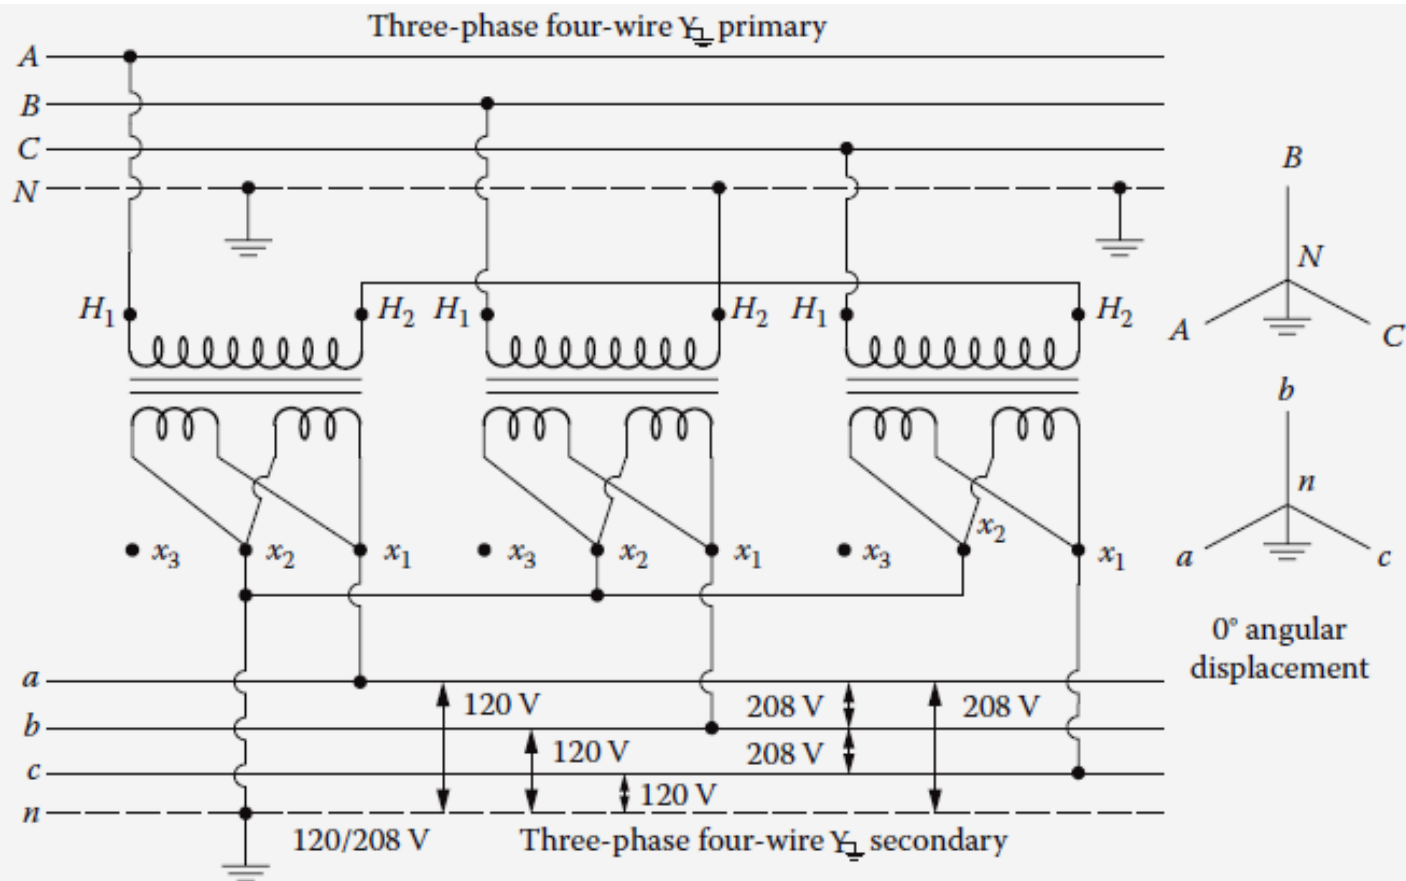 Three-phase four-wire Y primary
A
B
C
N
H₁ H₂ H₁ H₂ H₁ H₂
x₃ x₂ x₁ x₃ x₂ x₁ x₃ x₂ x₁
a
b
c
n
120 V
120 V
120 V
208 V
208 V
208 V
120/208 V
Three-phase four-wire Y secondary
B
N
A
C
b
n
a
c
0° angular
displacement